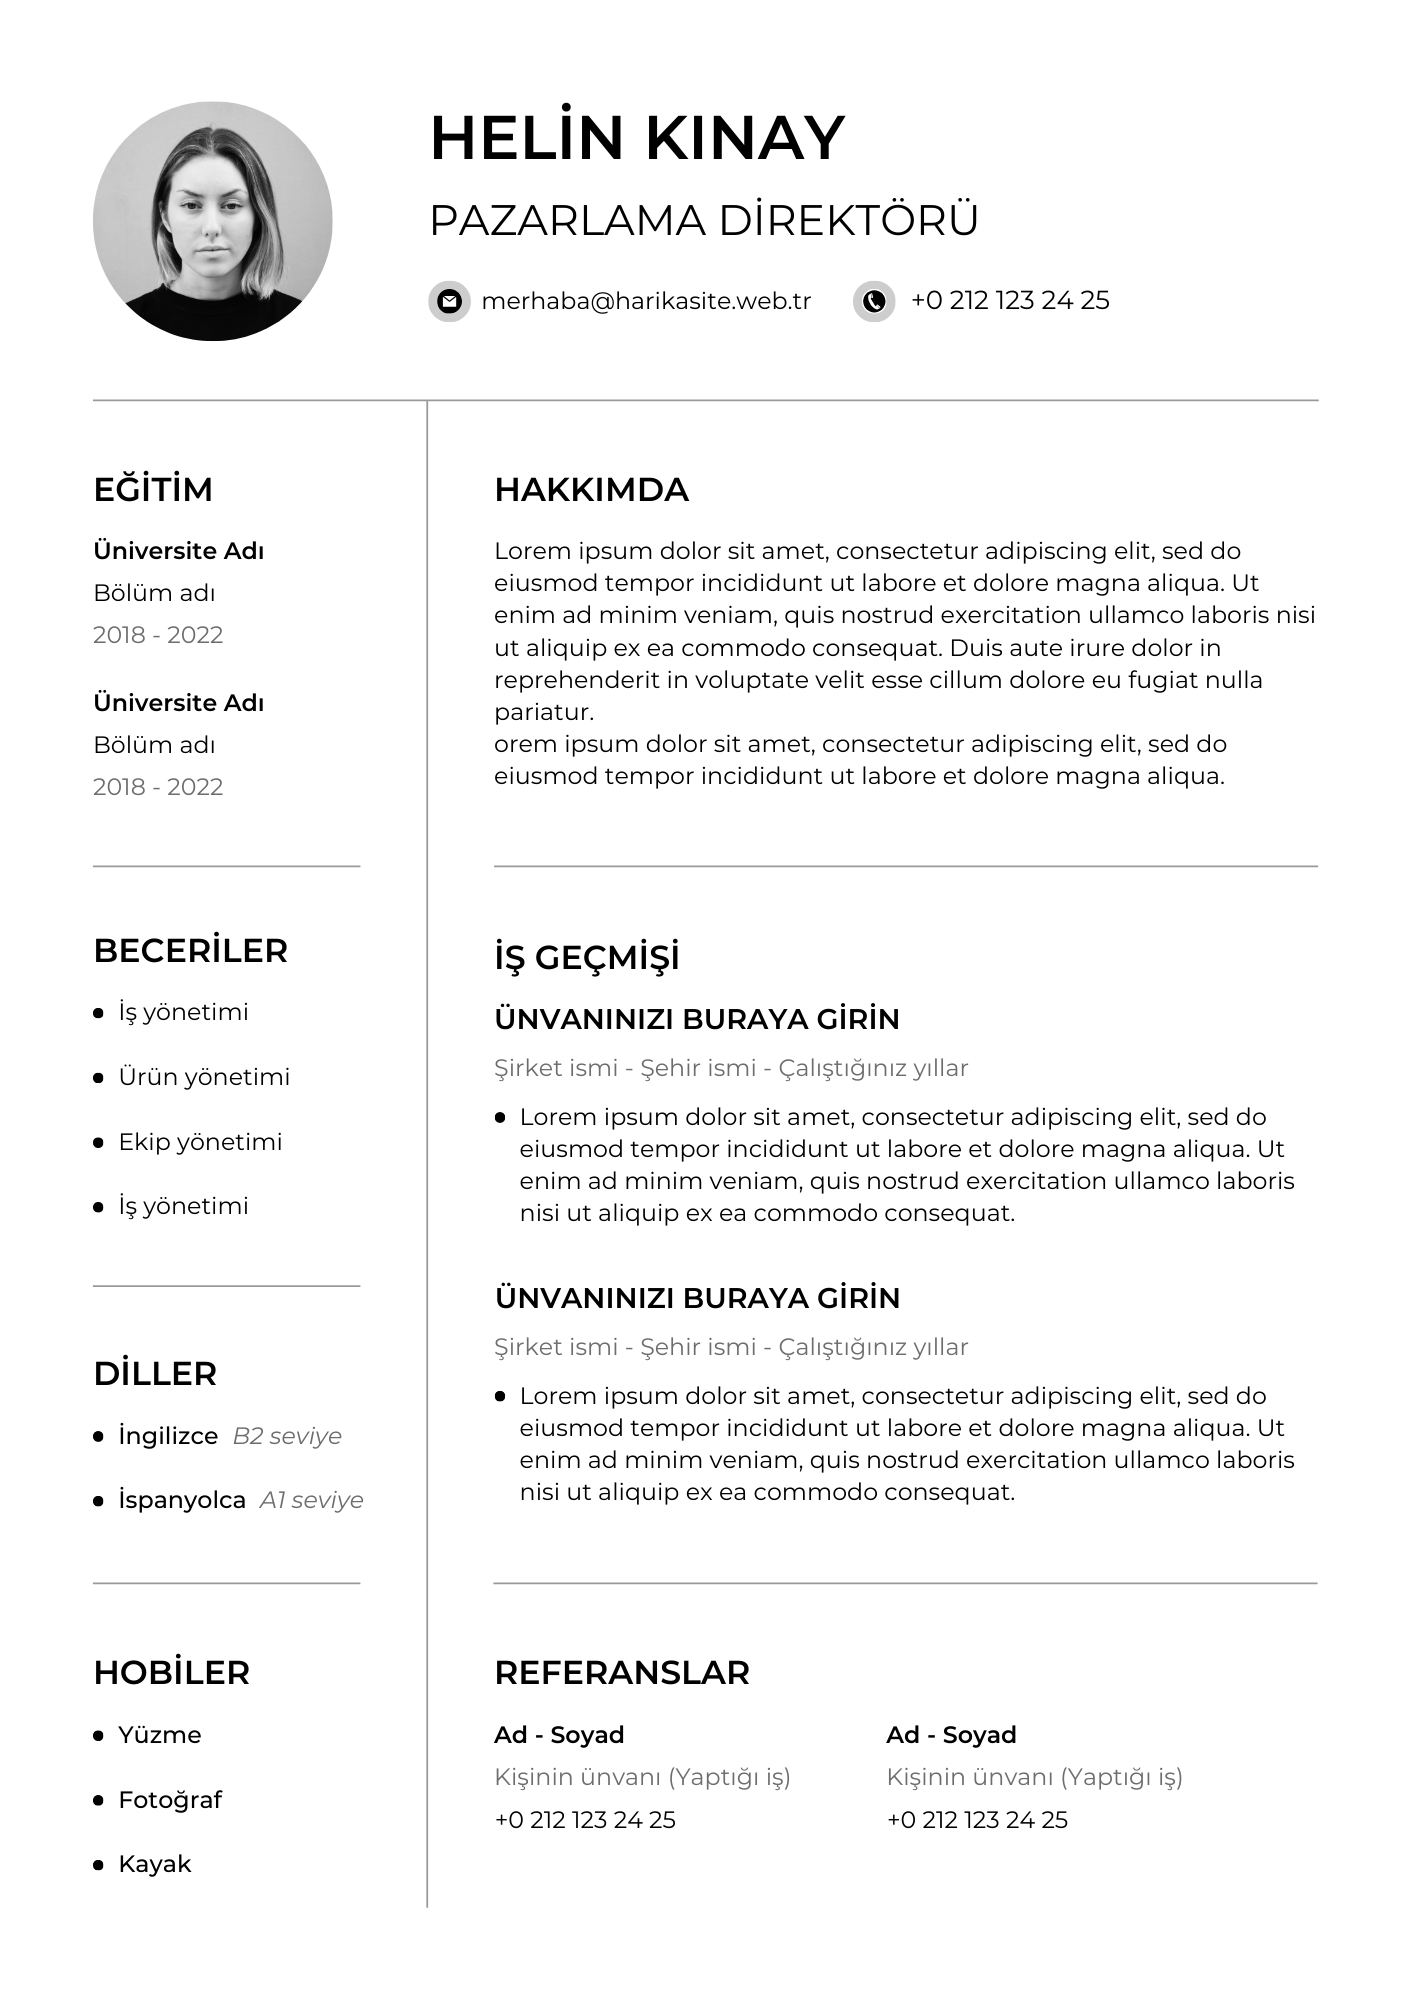 HELİN KINAY
PAZARLAMA DİREKTÖRÜ
merhaba@harikasite.web.tr
+0 212 123 24 25
EĞİTİM
Üniversite Adı
Bölüm adı
2018 - 2022
Üniversite Adı
Bölüm adı
2018 - 2022
BECERİLER
• İş yönetimi
• Ürün yönetimi
• Ekip yönetimi
• İş yönetimi
DİLLER
• İngilizce B2 seviye
• İspanyolca A1 seviye
HOBİLER
• Yüzme
• Fotoğraf
• Kayak
HAKKIMDA
Lorem ipsum dolor sit amet, consectetur adipiscing elit, sed do
eiusmod tempor incididunt ut labore et dolore magna aliqua. Ut
enim ad minim veniam, quis nostrud exercitation ullamco laboris nisi
ut aliquip ex ea commodo consequat. Duis aute irure dolor in
reprehenderit in voluptate velit esse cillum dolore eu fugiat nulla
pariatur.
orem ipsum dolor sit amet, consectetur adipiscing elit, sed do
eiusmod tempor incididunt ut labore et dolore magna aliqua.
İŞ GEÇMİŞİ
ÜNVANINIZI BURAYA GİRİN
Şirket ismi - Şehir ismi - Çalıştığınız yıllar
• Lorem ipsum dolor sit amet, consectetur adipiscing elit, sed do
eiusmod tempor incididunt ut labore et dolore magna aliqua. Ut
enim ad minim veniam, quis nostrud exercitation ullamco laboris
nisi ut aliquip ex ea commodo consequat.
ÜNVANINIZI BURAYA GİRİN
Şirket ismi - Şehir ismi - Çalıştığınız yıllar
• Lorem ipsum dolor sit amet, consectetur adipiscing elit, sed do
eiusmod tempor incididunt ut labore et dolore magna aliqua. Ut
enim ad minim veniam, quis nostrud exercitation ullamco laboris
nisi ut aliquip ex ea commodo consequat.
REFERANSLAR
Ad - Soyad
Kişinin ünvanı (Yaptığı iş)
+0 212 123 24 25
Ad - Soyad
Kişinin ünvanı (Yaptığı iş)
+0 212 123 24 25